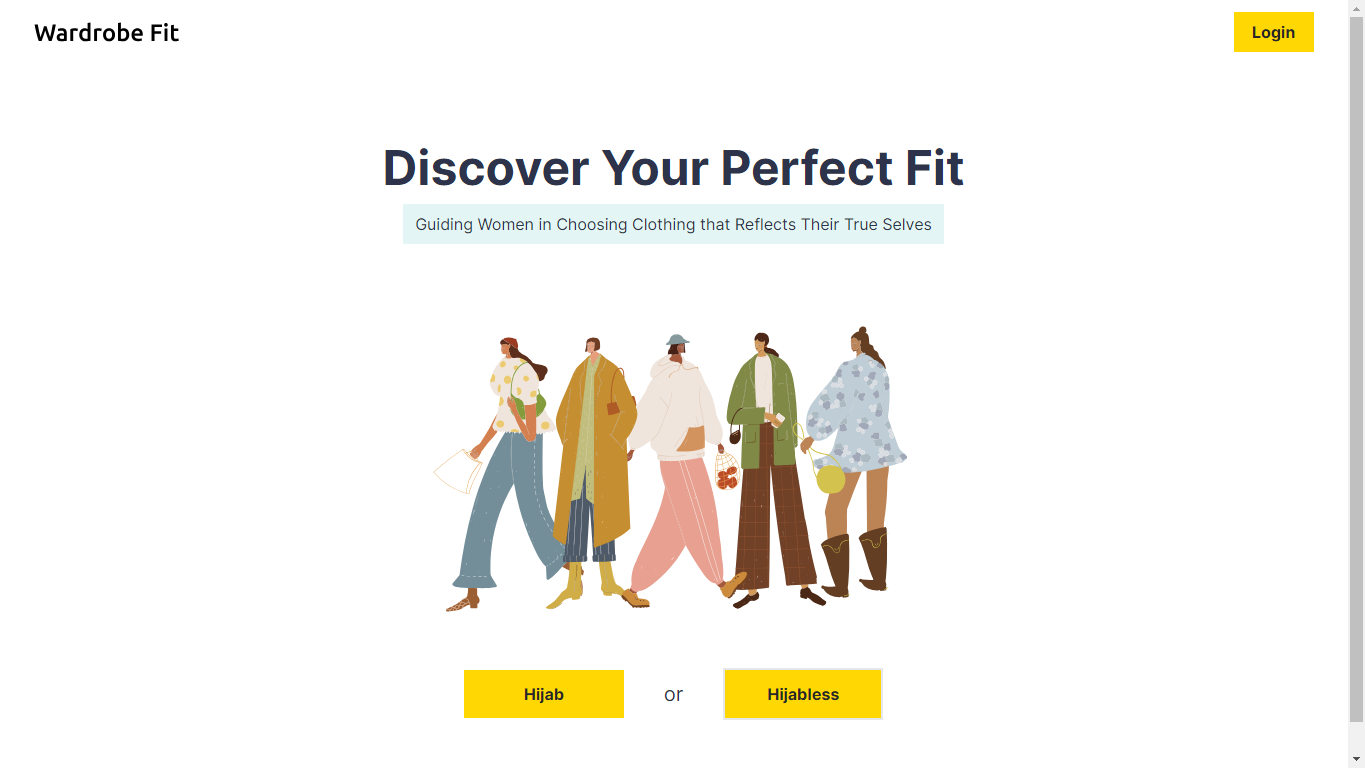 Wardrobe Fit
Login
Discover Your Perfect Fit
Guiding Women in Choosing Clothing that Reflects Their True Selves
Hijab
or
Hijabless